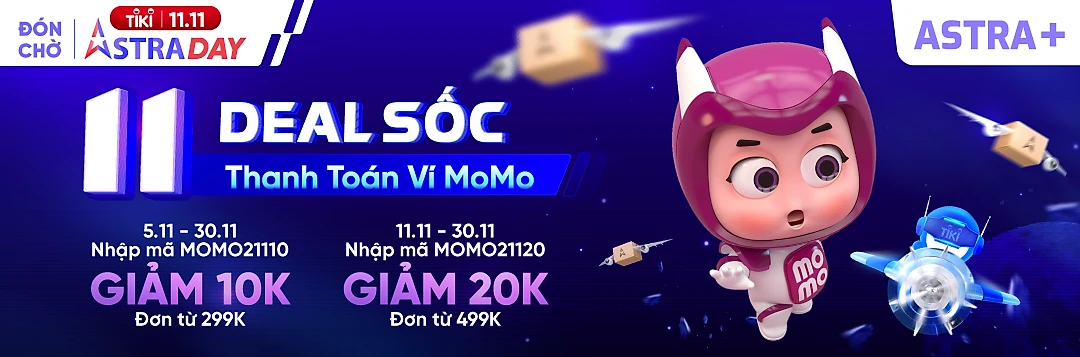 ĐÓN CHỜ
TIKI 11.11
ASTRA DAY
ASTRA+
11
DEAL SỐC
Thanh Toán Ví MoMo
5.11 - 30.11
Nhập mã MOMO21110
GIẢM 10K
Đơn từ 299K
11.11 - 30.11
Nhập mã MOMO21120
GIẢM 20K
Đơn từ 499K
mo
mo
TIKI